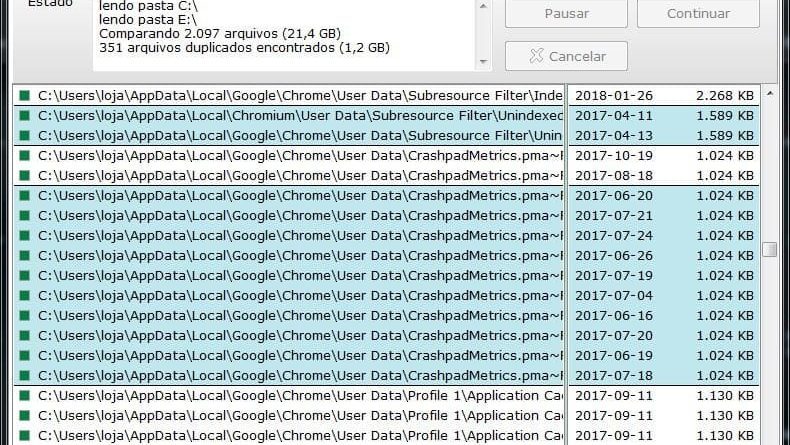 Estado
lendo pasta C:\
lendo pasta E:\
Comparando 2.097 arquivos (21,4 GB)
351 arquivos duplicados encontrados (1,2 GB)
Pausar
Continuar
Cancelar
C:\Users\loja\AppData\Local\Google\Chrome\User Data\Subresource Filter\Inde 2018-01-26 2.268 KB
C:\Users\loja\AppData\Local\Chromium\User Data\Subresource Filter\Unindexed 2017-04-11 1.589 KB
C:\Users\loja\AppData\Local\Google\Chrome\User Data\Subresource Filter\Unin 2017-04-13 1.589 KB
C:\Users\loja\AppData\Local\Google\Chrome\User Data\CrashpadMetrics.pma~F 2017-10-19 1.024 KB
C:\Users\loja\AppData\Local\Google\Chrome\User Data\CrashpadMetrics.pma~F 2017-08-18 1.024 KB
C:\Users\loja\AppData\Local\Google\Chrome\User Data\CrashpadMetrics.pma~F 2017-06-20 1.024 KB
C:\Users\loja\AppData\Local\Google\Chrome\User Data\CrashpadMetrics.pma~F 2017-07-21 1.024 KB
C:\Users\loja\AppData\Local\Google\Chrome\User Data\CrashpadMetrics.pma~F 2017-07-24 1.024 KB
C:\Users\loja\AppData\Local\Google\Chrome\User Data\CrashpadMetrics.pma~F 2017-06-26 1.024 KB
C:\Users\loja\AppData\Local\Google\Chrome\User Data\CrashpadMetrics.pma~F 2017-07-19 1.024 KB
C:\Users\loja\AppData\Local\Google\Chrome\User Data\CrashpadMetrics.pma~F 2017-07-04 1.024 KB
C:\Users\loja\AppData\Local\Google\Chrome\User Data\CrashpadMetrics.pma~F 2017-06-16 1.024 KB
C:\Users\loja\AppData\Local\Google\Chrome\User Data\CrashpadMetrics.pma~F 2017-07-20 1.024 KB
C:\Users\loja\AppData\Local\Google\Chrome\User Data\CrashpadMetrics.pma~F 2017-06-19 1.024 KB
C:\Users\loja\AppData\Local\Google\Chrome\User Data\CrashpadMetrics.pma~F 2017-07-18 1.024 KB
C:\Users\loja\AppData\Local\Google\Chrome\User Data\Profile 1\Application Cac 2017-09-11 1.130 KB
C:\Users\loja\AppData\Local\Google\Chrome\User Data\Profile 1\Application Cac 2017-09-11 1.130 KB
C:\Users\loja\AppData\Local\Google\Chrome\User Data\Profile 1\Application Cac 2017-09-11 1.130 KB